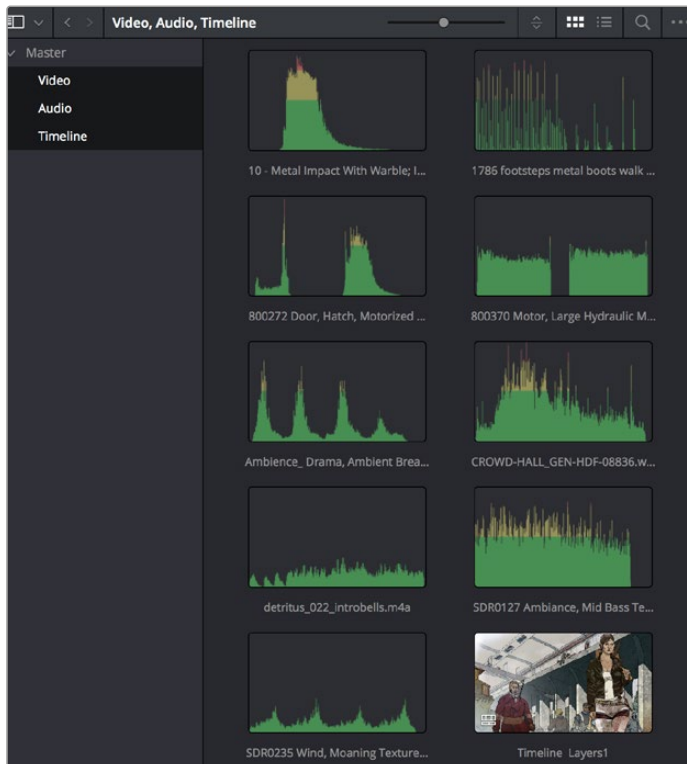 Video, Audio, Timeline
Master
Video
Audio
Timeline
10 - Metal Impact With Warble; I...
1786 footsteps metal boots walk ...
800272 Door, Hatch, Motorized ...
800370 Motor, Large Hydraulic M...
Ambience_ Drama, Ambient Brea...
CROWD-HALL_GEN-HDF-08836.w...
detritus_022_introbells.m4a
SDR0127 Ambiance, Mid Bass Te...
SDR0235 Wind, Moaning Texture...
Timeline_Layers1